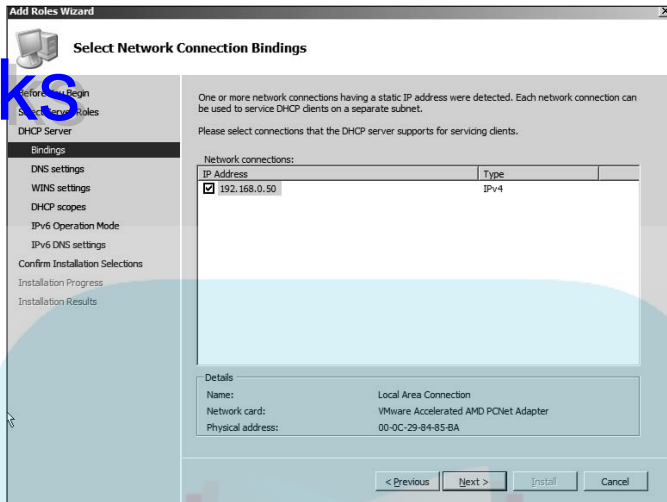 Add Roles Wizard
Select Network Connection Bindings
ks
Before You Begin
Select Server Roles
DHCP Server
Bindings
DNS settings
WINS settings
DHCP scopes
IPv6 Operation Mode
IPv6 DNS settings
Confirm Installation Selections
Installation Progress
Installation Results
One or more network connections having a static IP address were detected. Each network connection can
be used to service DHCP clients on a separate subnet.
Please select connections that the DHCP server supports for servicing clients.
Network connections:
IP Address Type
192.168.0.50 IPv4
Details
Name: Local Area Connection
Network card: VMware Accelerated AMD PCNet Adapter
Physical address: 00-0C-29-84-85-BA
< Previous Next > Install Cancel